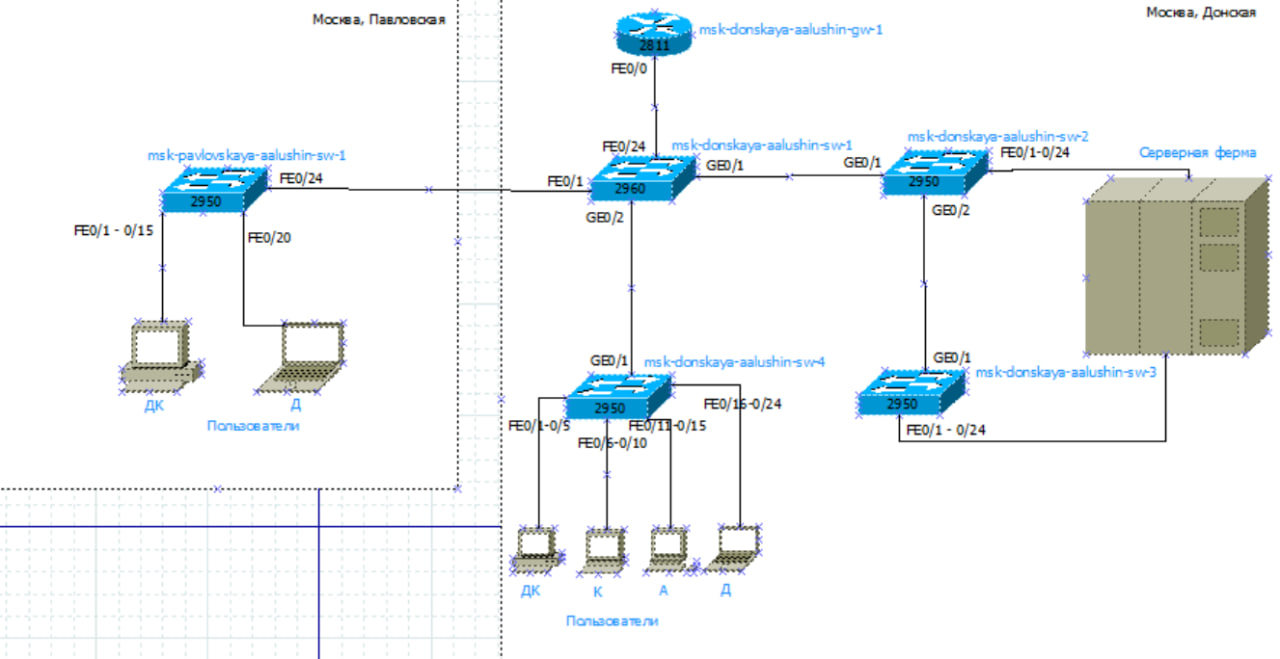 Москва, Павловская
Москва, Донская
msk-donskaya-aalushin-gw-1
2811
FE0/0
msk-pavlovskaya-aalushin-sw-1
FE0/24
2950
FE0/1 - 0/15
FE0/20
ДК
Д
Пользователи
FE0/24
msk-donskaya-aalushin-sw-1
FE0/1
2960
GE0/1
GE0/2
msk-donskaya-aalushin-sw-2
GE0/1
2950
FE0/1-0/24
GE0/2
Серверная ферма
GE0/1
msk-donskaya-aalushin-sw-4
2950
FE0/1-0/5
FE0/6-0/10
FE0/11-0/15
FE0/16-0/24
GE0/1
msk-donskaya-aalushin-sw-3
2950
FE0/1 - 0/24
ДК
К
А
Д
Пользователи